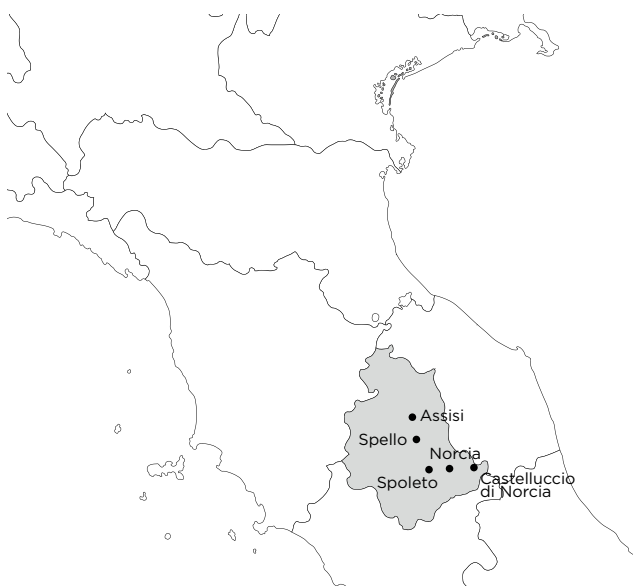 Assisi
Spello
Norcia
Spoleto
Castelluccio
di Norcia